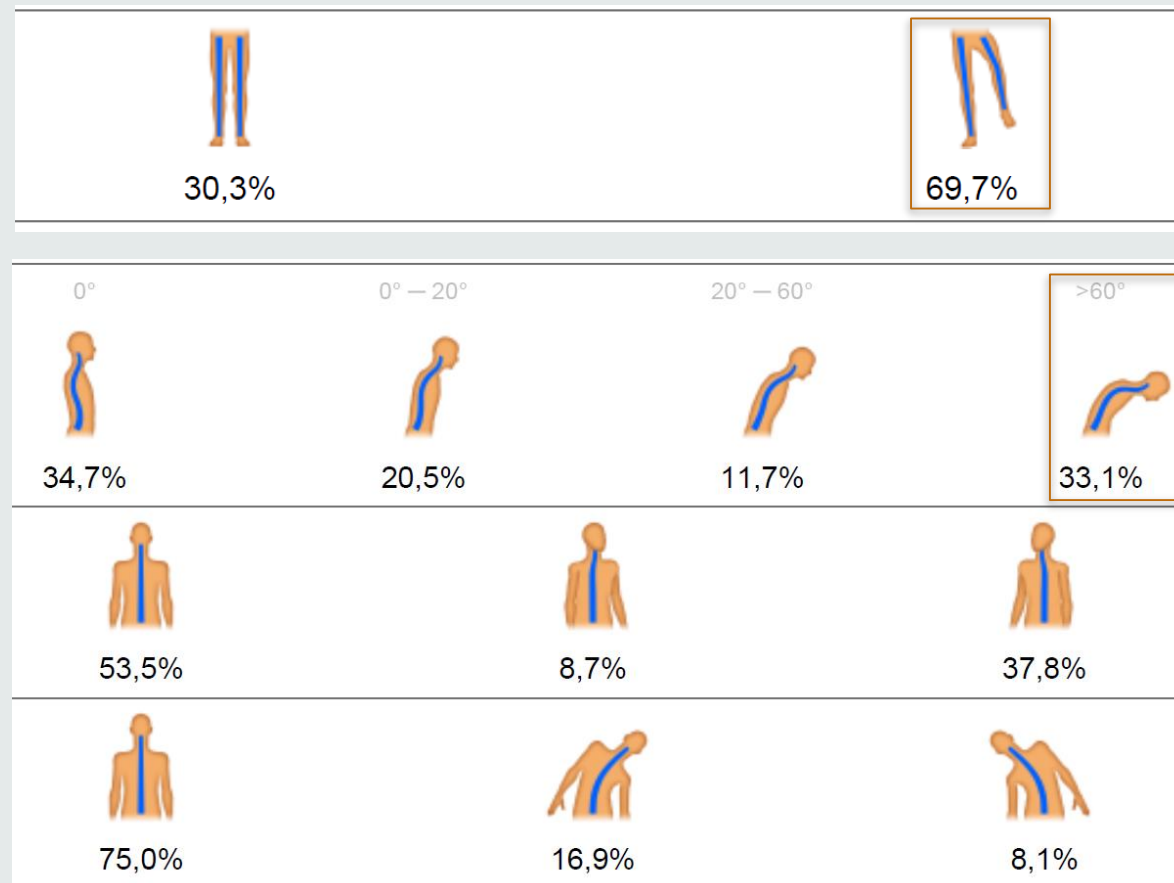 30,3% 69,7%
0° 0° — 20° 20° — 60° >60°
34,7% 20,5% 11,7% 33,1%
53,5% 8,7% 37,8%
75,0% 16,9% 8,1%